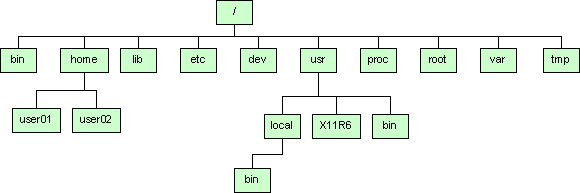 /
bin home lib etc dev usr proc root var tmp
user01 user02 local X11R6 bin
bin